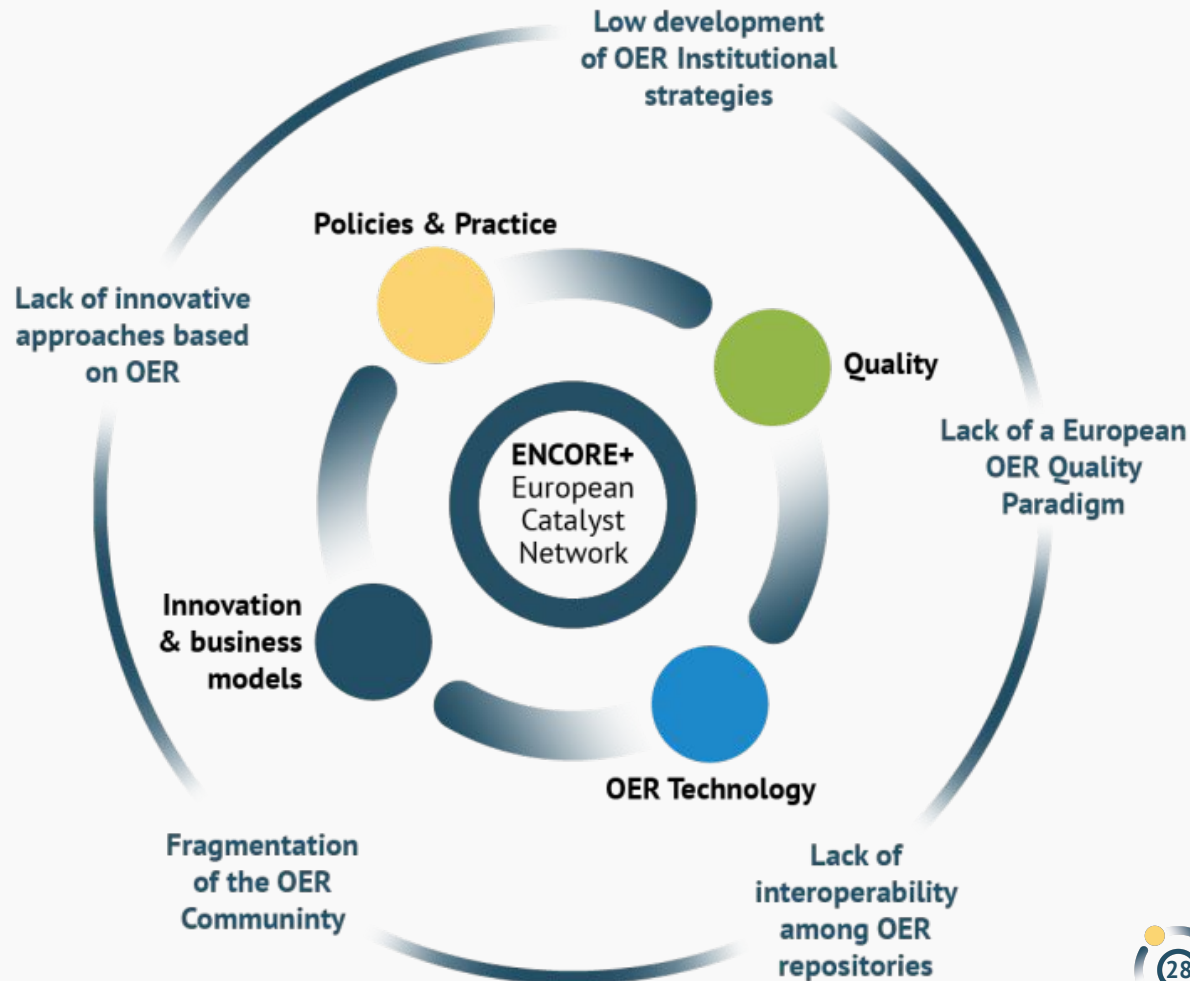 Low development
of OER Institutional
strategies
Policies & Practice
Lack of innovative
approaches based
on OER
Quality
Lack of a European
OER Quality
Paradigm
ENCORE+
European
Catalyst
Network
Innovation
& business
models
OER Technology
Fragmentation
of the OER
Communinty
Lack of
interoperability
among OER
repositories
28